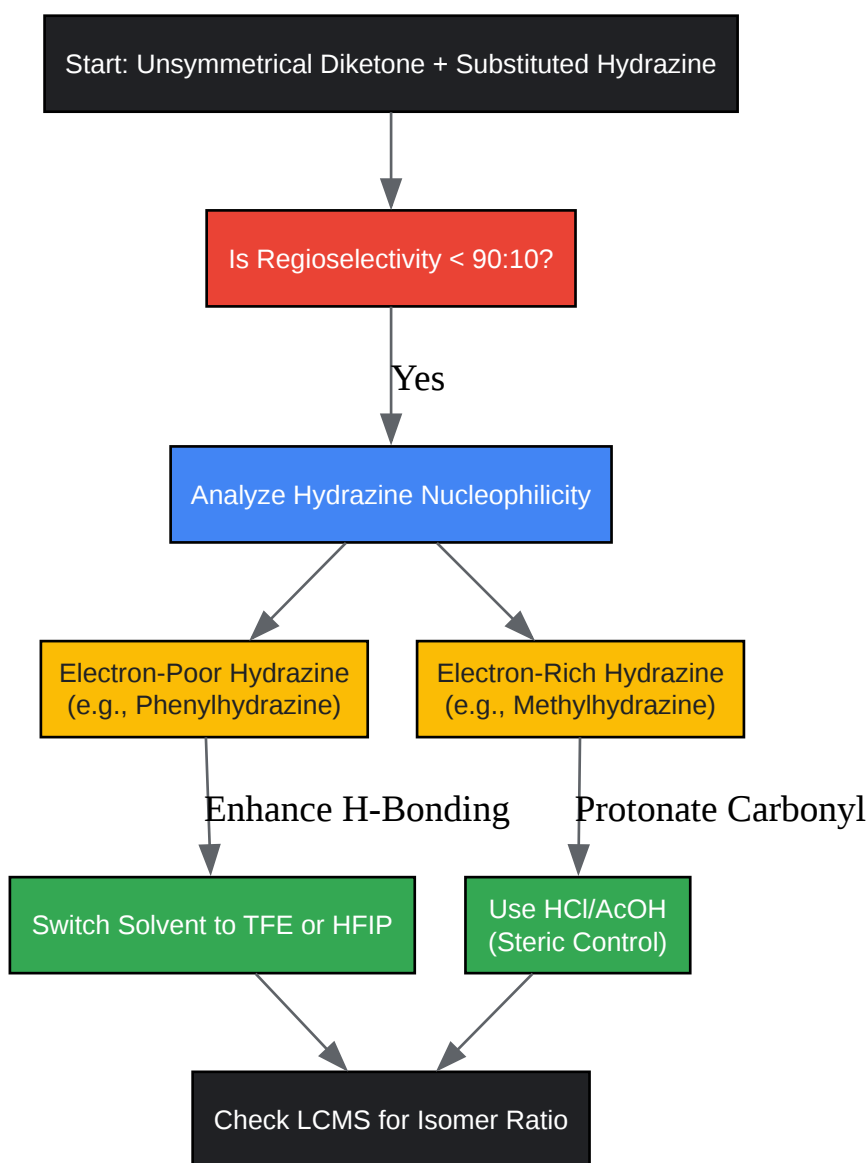 Start: Unsymmetrical Diketone + Substituted Hydrazine
Is Regioselectivity < 90:10?
Yes
Analyze Hydrazine Nucleophilicity
Electron-Poor Hydrazine
(e.g., Phenylhydrazine)
Electron-Rich Hydrazine
(e.g., Methylhydrazine)
Enhance H-Bonding
Protonate Carbonyl
Switch Solvent to TFE or HFIP
Use HCl/AcOH
(Steric Control)
Check LCMS for Isomer Ratio